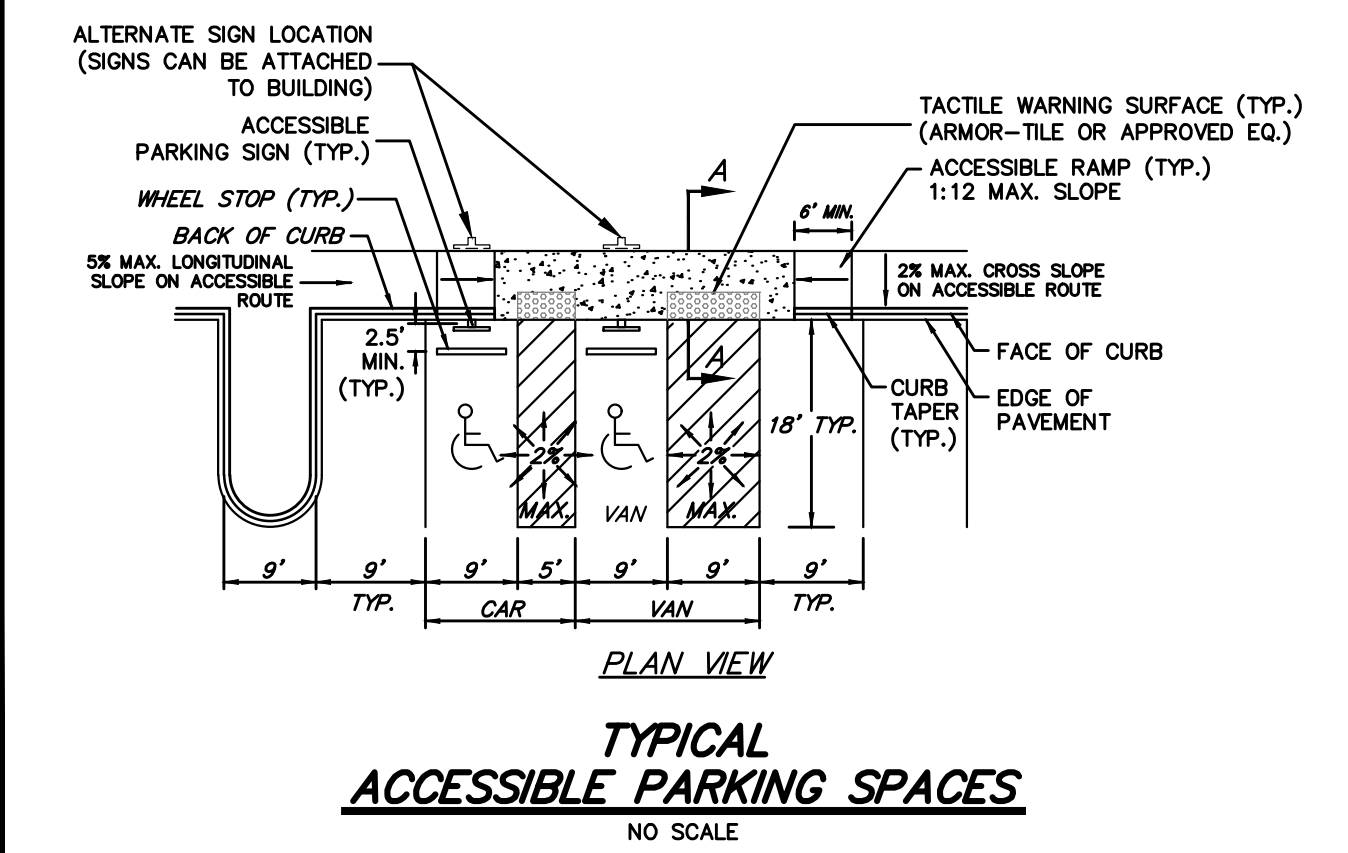 ALTERNATE SIGN LOCATION
(SIGNS CAN BE ATTACHED
TO BUILDING)
ACCESSIBLE
PARKING SIGN (TYP.)
WHEEL STOP (TYP.)
BACK OF CURB
5% MAX. LONGITUDINAL
SLOPE ON ACCESSIBLE
ROUTE
TACTILE WARNING SURFACE (TYP.)
(ARMOR-TILE OR APPROVED EQ.)
ACCESSIBLE RAMP (TYP.)
1:12 MAX. SLOPE
A
6' MIN.
2% MAX. CROSS SLOPE
ON ACCESSIBLE ROUTE
2.5'
MIN.
(TYP.)
A
FACE OF CURB
CURB
TAPER
(TYP.)
EDGE OF
PAVEMENT
18' TYP.
2%
MAX.
VAN
2%
MAX.
9'
9'
TYP.
9'
5'
9'
9'
9'
TYP.
CAR
VAN
PLAN VIEW
TYPICAL
ACCESSIBLE PARKING SPACES
NO SCALE